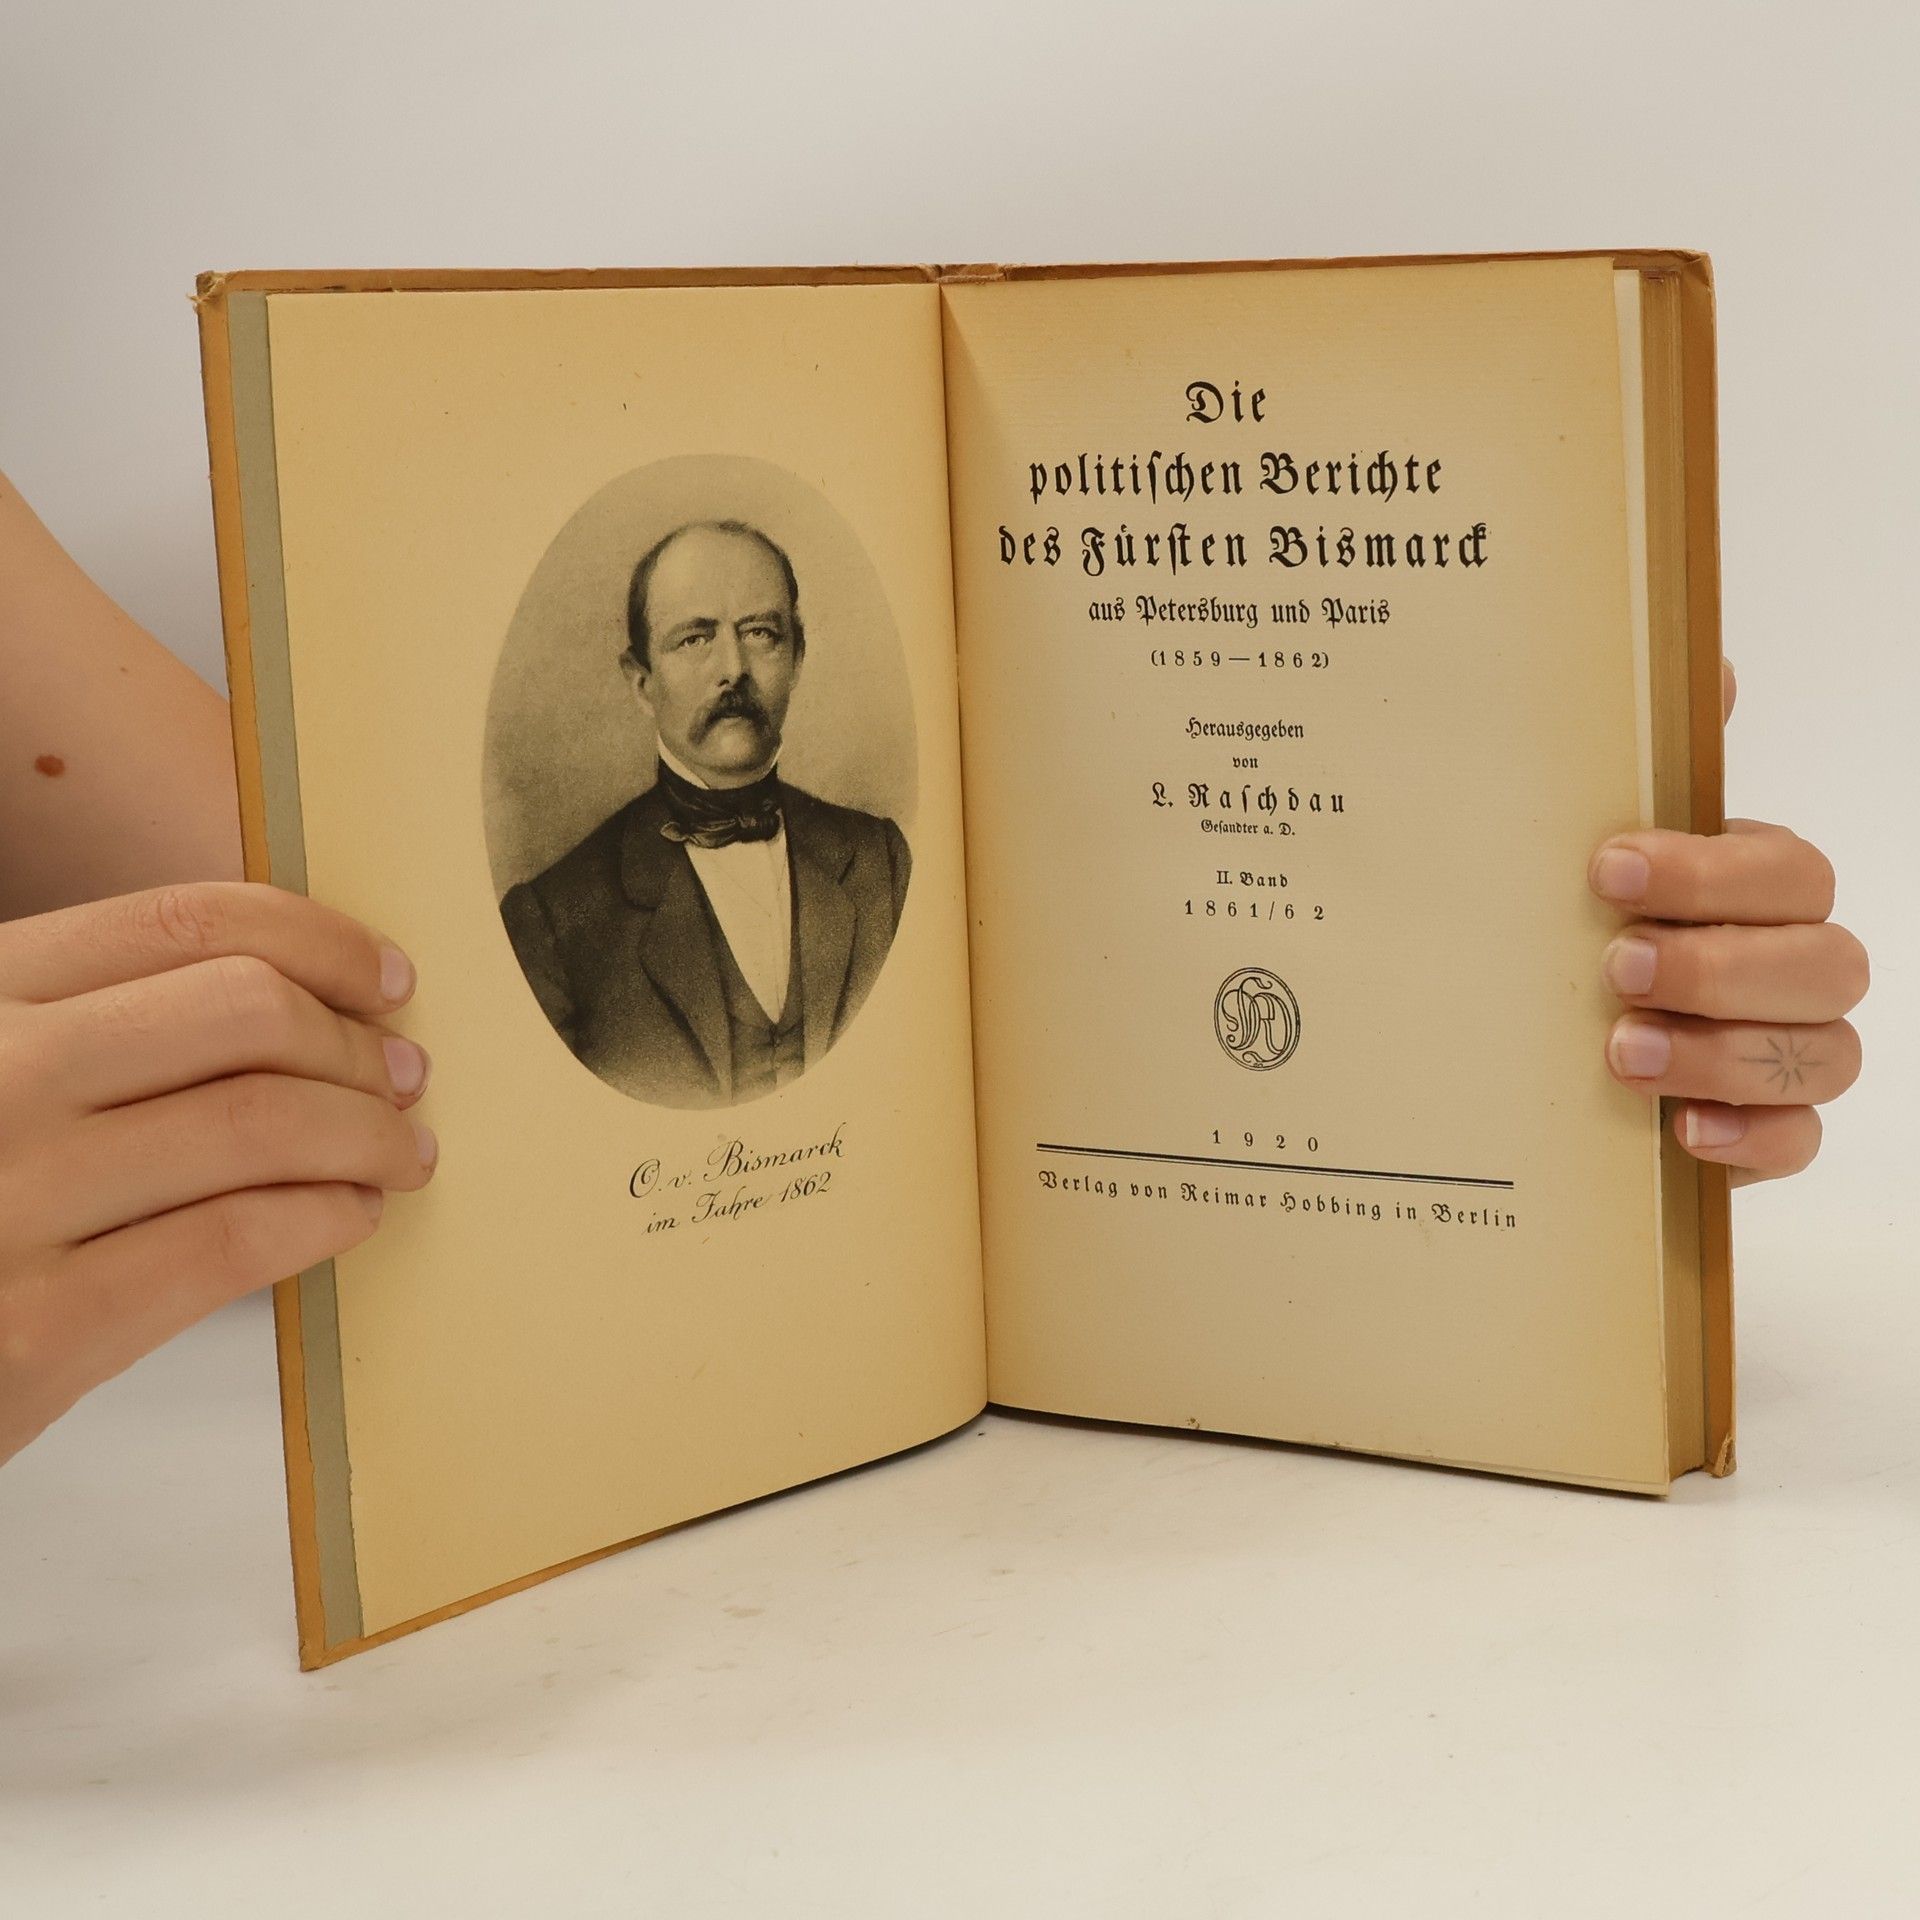 O. v. Bismarck
im Jahre 1862
Die
politiſchen Berichte
des Fürſten Bismarck
aus Petersburg und Paris
(1859—1862)
Herausgegeben
von
L. Raſchdau
Geſandter a. D.
II. Band
1861/62
1920
Verlag von Reimar Hobbing in Berlin